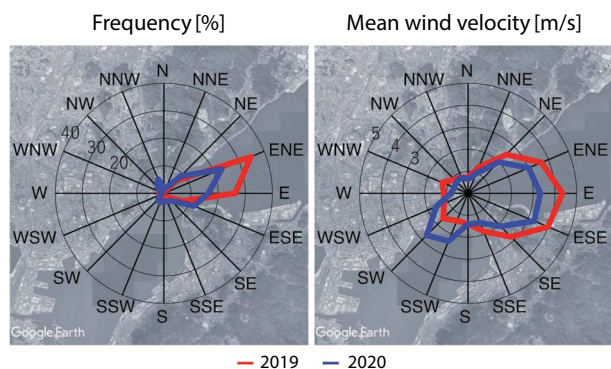 Frequency [%]
Mean wind velocity [m/s]
N
NNE
NE
ENE
E
ESE
SE
SSE
S
SSW
SW
WSW
W
WNW
NW
NNW
40
30
20
Google Earth
N
NNE
NE
ENE
E
ESE
SE
SSE
S
SSW
SW
WSW
W
WNW
NW
NNW
5
4
3
Google Earth
2019
2020